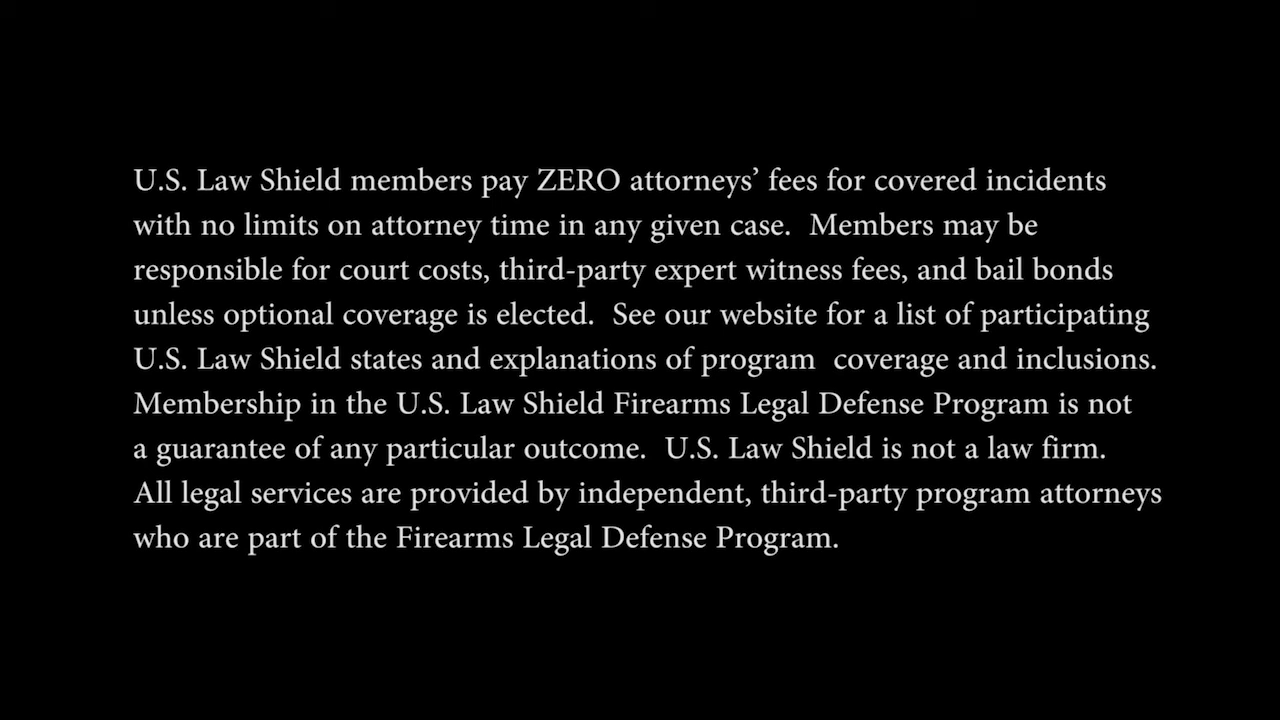 U.S. Law Shield members pay ZERO attorneys’ fees for covered incidents
with no limits on attorney time in any given case.  Members may be
responsible for court costs, third-party expert witness fees, and bail bonds
unless optional coverage is elected.  See our website for a list of participating
U.S. Law Shield states and explanations of program  coverage and inclusions.
Membership in the U.S. Law Shield Firearms Legal Defense Program is not
a guarantee of any particular outcome.  U.S. Law Shield is not a law firm.
All legal services are provided by independent, third-party program attorneys
who are part of the Firearms Legal Defense Program.